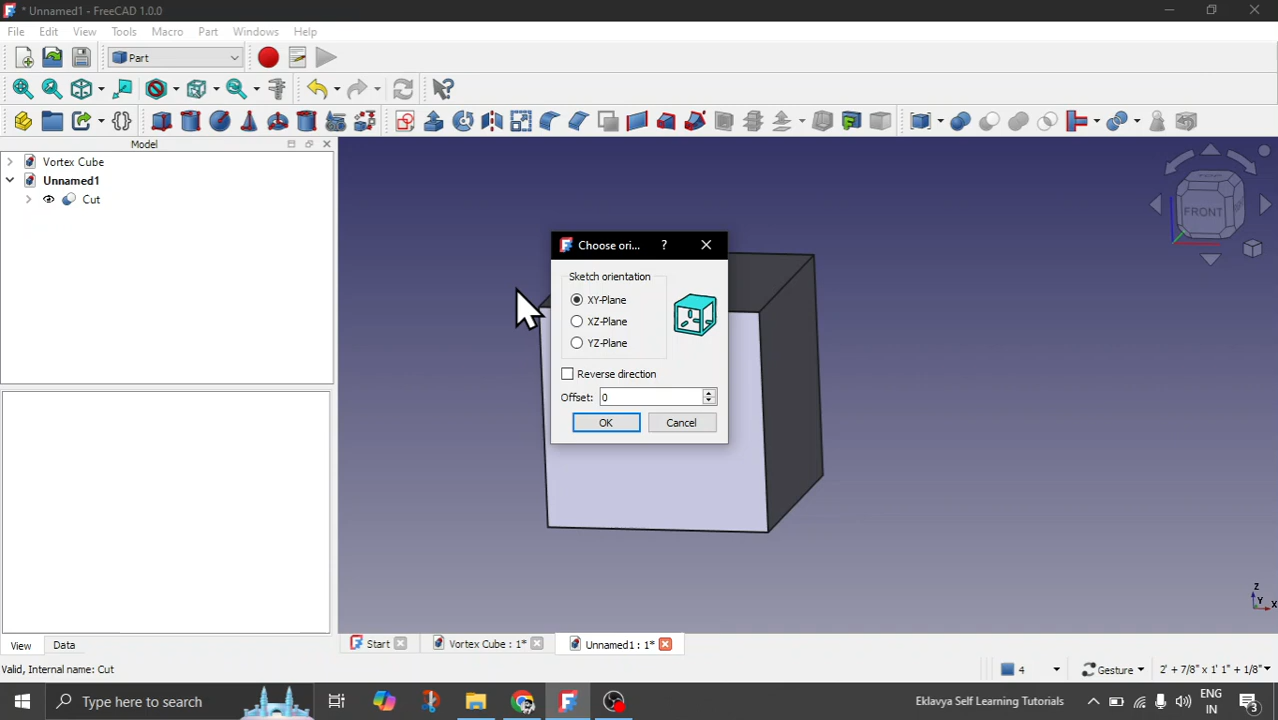 * Unnamed1 - FreeCAD 1.0.0
File Edit View Tools Macro Part Windows Help
Part
Model
Vortex Cube
Unnamed1
Cut
TOP
FRONT
Choose ori... ?
Sketch orientation
XY-Plane
XZ-Plane
YZ-Plane
Reverse direction
Offset: 0
OK Cancel
Z
Y
X
View Data
Start Vortex Cube : 1* Unnamed1 : 1*
Valid, Internal name: Cut
4 Gesture 2' + 7/8" x 1' 1" + 1/8"
Type here to search
Eklavya Self Learning Tutorials
ENG
IN
3